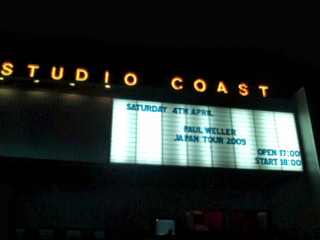 STUDIO COAST
SATURDAY 4TH APRIL
PAUL WELLER
JAPAN TOUR 2009
OPEN 17:00
START 18:00